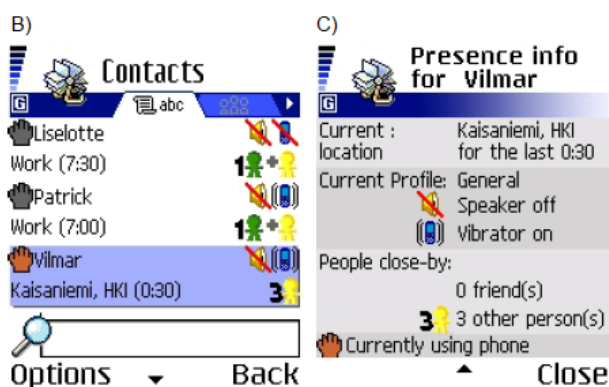 B)
Contacts
G
abc
Liselotte
Work (7:30)
1 +
Patrick
Work (7:00)
1 +
Vilmar
Kaisaniemi, HKI (0:30)
3
Options
Back
C)
Presence info
for Vilmar
G
Current :
location
Kaisaniemi, HKI
for the last 0:30
Current Profile: General
Speaker off
Vibrator on
People close-by:
0 friend(s)
3 3 other person(s)
Currently using phone
Close